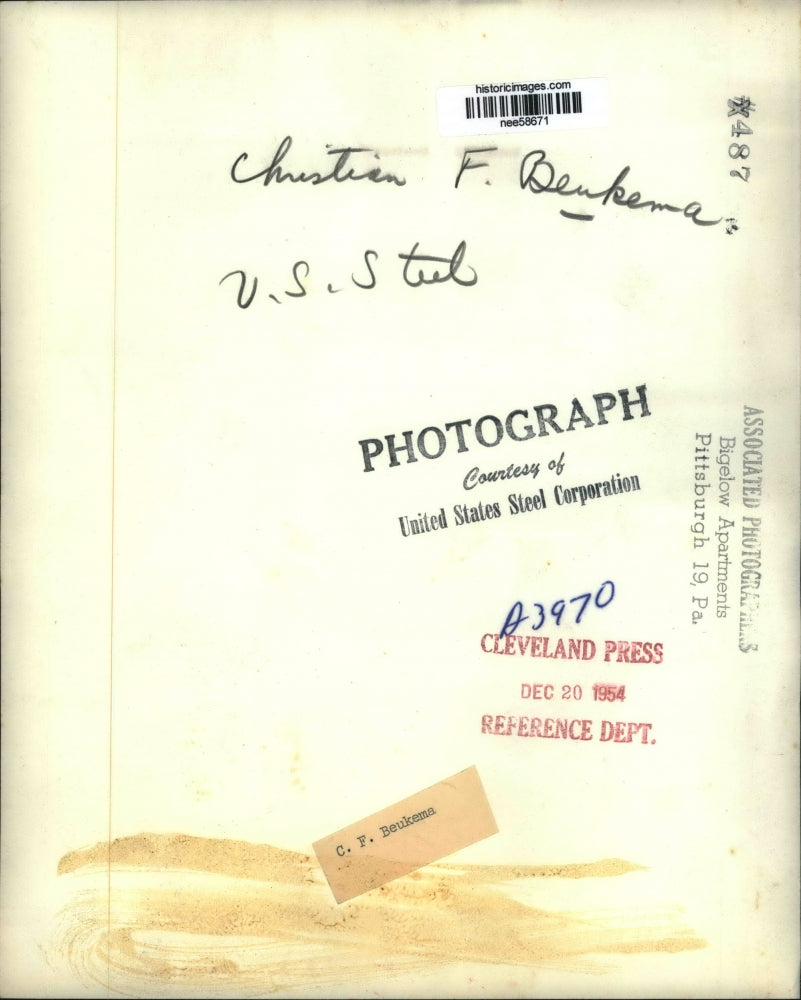 historicimages.com
nee58671
#487
Christian F. Beukema
U.S. Steel
PHOTOGRAPH
Courtesy of
United States Steel Corporation
ASSOCIATED PHOTOGRAPHERS
Bigelow Apartments
Pittsburgh 19, Pa.
A3970
CLEVELAND PRESS
DEC 20 1954
REFERENCE DEPT.
C. F. Beukema